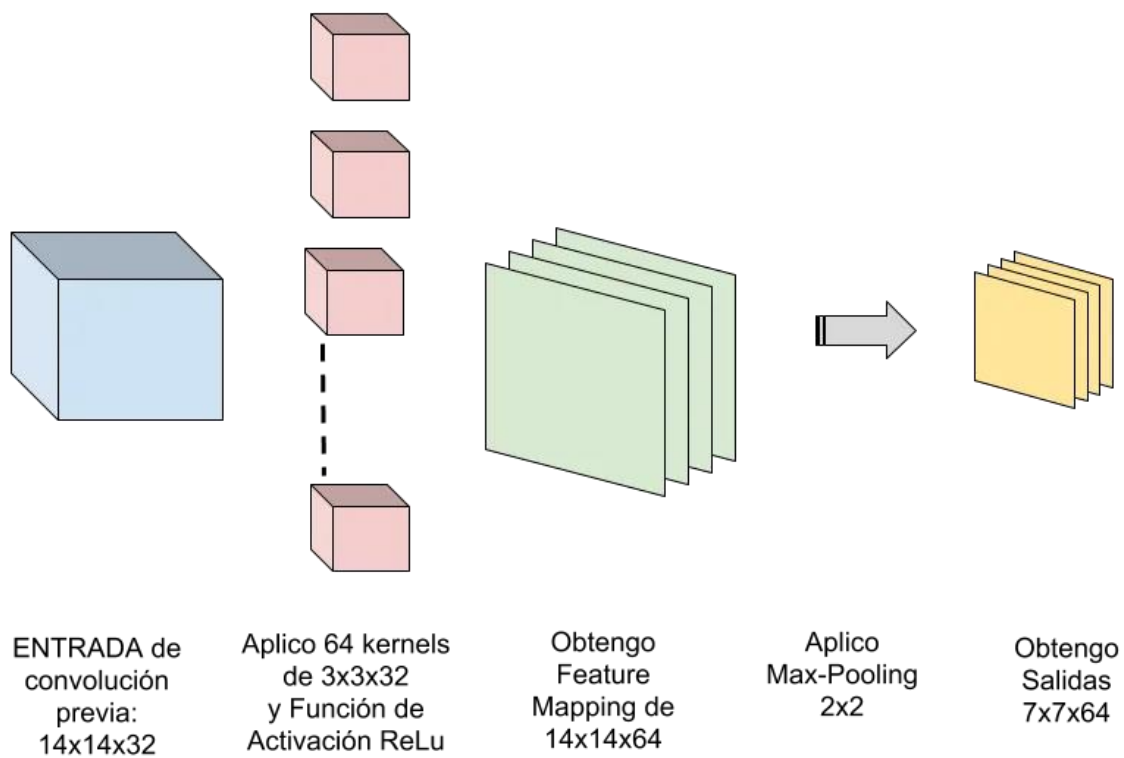 ENTRADA de
convolución
previa:
14x14x32
Aplico 64 kernels
de 3x3x32
y Función de
Activación ReLu
Obtengo
Feature
Mapping de
14x14x64
Aplico
Max-Pooling
2x2
Obtengo
Salidas
7x7x64